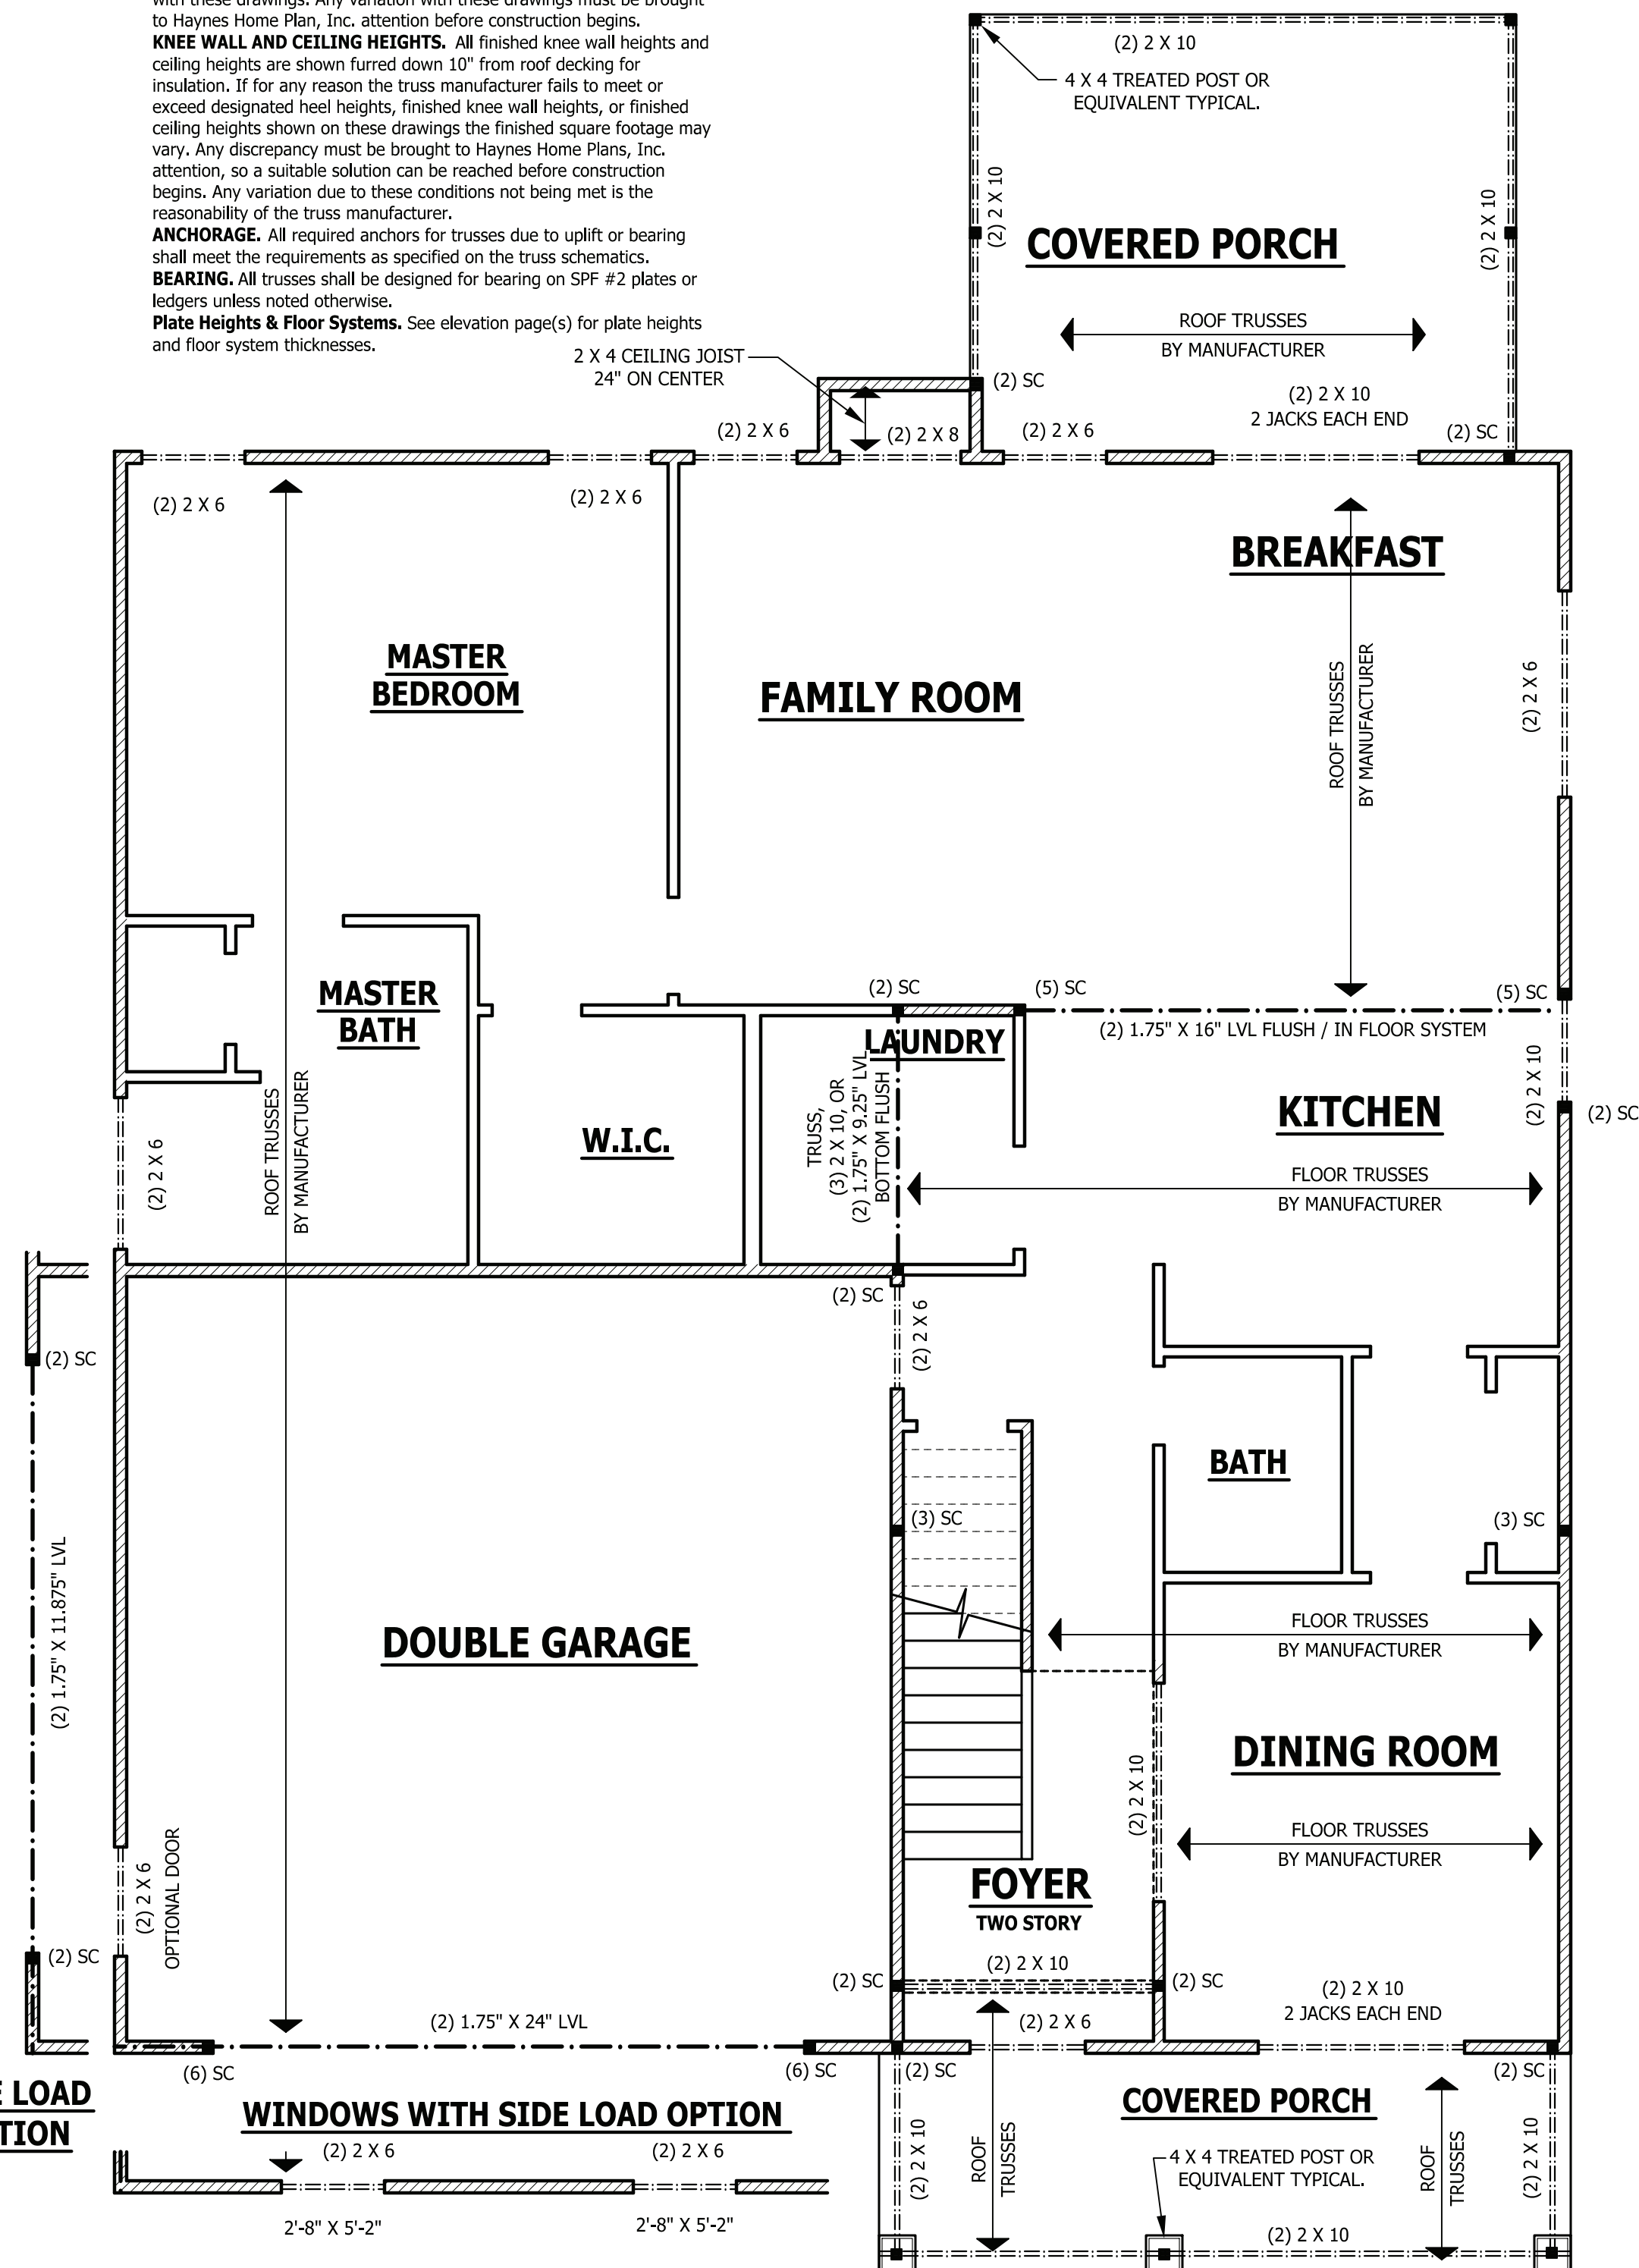 with these drawings. Any variation with these drawings must be brought
to Haynes Home Plan, Inc. attention before construction begins.
KNEE WALL AND CEILING HEIGHTS. All finished knee wall heights and
ceiling heights are shown furred down 10" from roof decking for
insulation. If for any reason the truss manufacturer fails to meet or
exceed designated heel heights, finished knee wall heights, or finished
ceiling heights shown on these drawings the finished square footage may
vary. Any discrepancy must be brought to Haynes Home Plans, Inc.
attention, so a suitable solution can be reached before construction
begins. Any variation due to these conditions not being met is the
reasonability of the truss manufacturer.
ANCHORAGE. All required anchors for trusses due to uplift or bearing
shall meet the requirements as specified on the truss schematics.
BEARING. All trusses shall be designed for bearing on SPF #2 plates or
ledgers unless noted otherwise.
Plate Heights & Floor Systems. See elevation page(s) for plate heights
and floor system thicknesses.
(2) 2 X 10
4 X 4 TREATED POST OR
EQUIVALENT TYPICAL.
(2) 2 X 10
(2) 2 X 10
COVERED PORCH
ROOF TRUSSES
BY MANUFACTURER
2 X 4 CEILING JOIST
24" ON CENTER
(2) SC
(2) 2 X 10
2 JACKS EACH END
(2) 2 X 6
(2) 2 X 8
(2) 2 X 6
(2) SC
(2) 2 X 6
(2) 2 X 6
BREAKFAST
MASTER
BEDROOM
FAMILY ROOM
ROOF TRUSSES
BY MANUFACTURER
(2) 2 X 6
MASTER
BATH
(2) SC
(5) SC
(5) SC
(2) 1.75" X 16" LVL FLUSH / IN FLOOR SYSTEM
LAUNDRY
(2) 2 X 10
(2) SC
KITCHEN
ROOF TRUSSES
BY MANUFACTURER
W.I.C.
TRUSS,
(3) 2 X 10, OR
(2) 1.75" X 9.25" LVL
BOTTOM FLUSH
(2) 2 X 6
FLOOR TRUSSES
BY MANUFACTURER
(2) SC
(2) 2 X 6
(2) SC
BATH
(3) SC
(3) SC
(2) 1.75" X 11.875" LVL
DOUBLE GARAGE
FLOOR TRUSSES
BY MANUFACTURER
DINING ROOM
(2) 2 X 10
FLOOR TRUSSES
BY MANUFACTURER
(2) 2 X 6
OPTIONAL DOOR
FOYER
TWO STORY
(2) SC
(2) 2 X 10
(2) SC
(2) SC
(2) 2 X 10
2 JACKS EACH END
(2) 1.75" X 24" LVL
(2) 2 X 6
(6) SC
(6) SC
(2) SC
(2) SC
E LOAD
TION
WINDOWS WITH SIDE LOAD OPTION
COVERED PORCH
(2) 2 X 6
(2) 2 X 6
(2) 2 X 10
ROOF
TRUSSES
4 X 4 TREATED POST OR
EQUIVALENT TYPICAL.
ROOF
TRUSSES
(2) 2 X 10
2'-8" X 5'-2"
2'-8" X 5'-2"
(2) 2 X 10